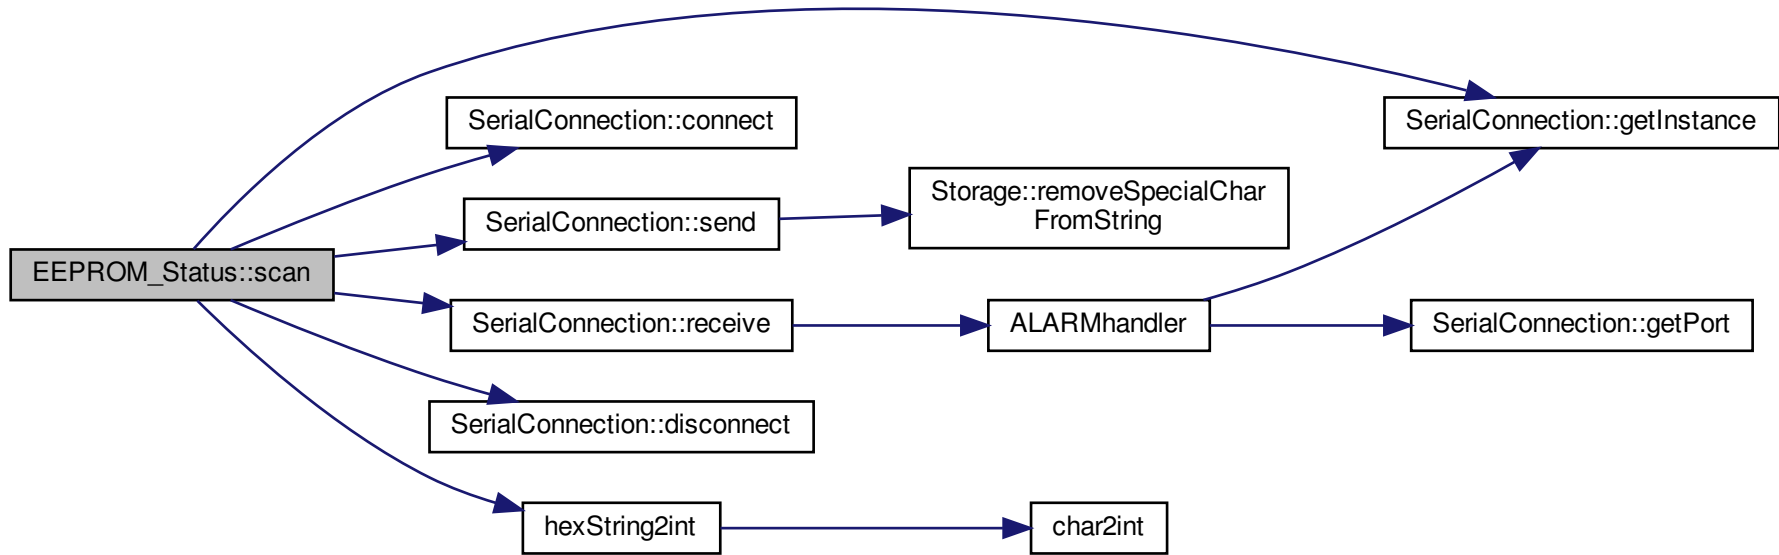 SerialConnection::connect
SerialConnection::getInstance
Storage::removeSpecialChar
FromString
SerialConnection::send
EEPROM_Status::scan
SerialConnection::receive
ALARMhandler
SerialConnection::getPort
SerialConnection::disconnect
hexString2int
char2int